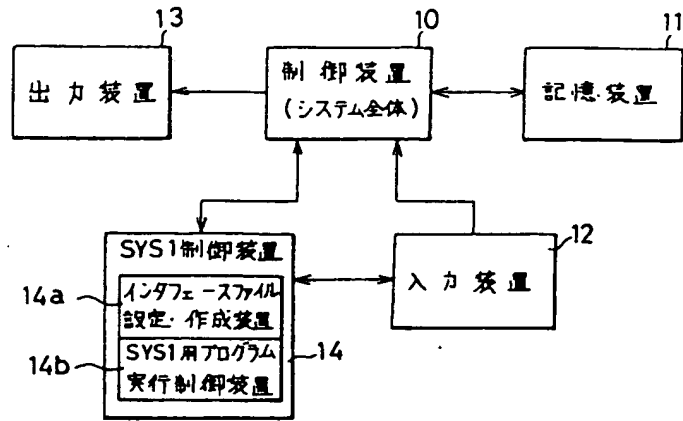 13
10
11
出力装置
制御装置
(システム全体)
記憶装置
12
SYS1制御装置
14a
インタフェースファイル
設定・作成装置
14
14b
SYS1用プログラム
実行制御装置
入力装置